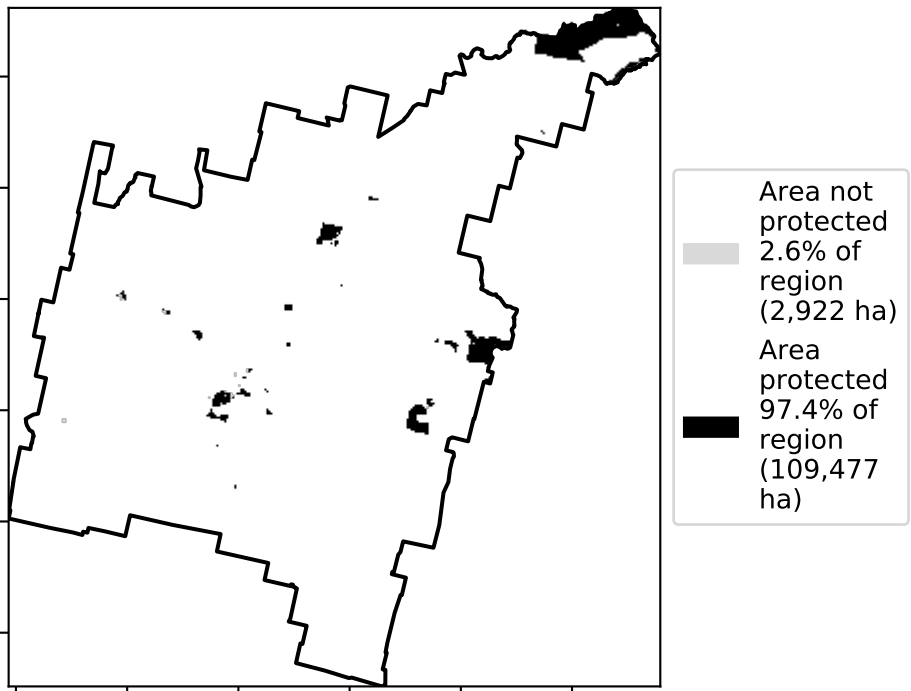 Area not
protected
2.6% of
region
(2,922 ha)
Area
protected
97.4% of
region
(109,477
ha)